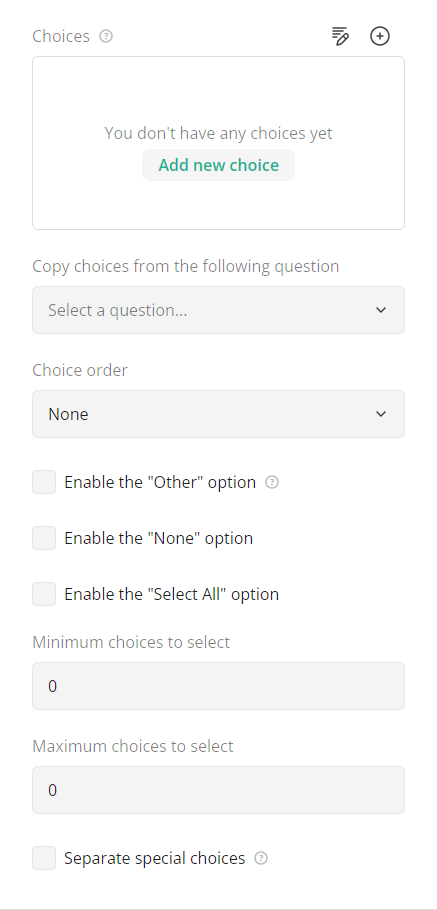 Choices
You don't have any choices yet
Add new choice
Copy choices from the following question
Select a question...
Choice order
None
Enable the "Other" option
Enable the "None" option
Enable the "Select All" option
Minimum choices to select
0
Maximum choices to select
0
Separate special choices